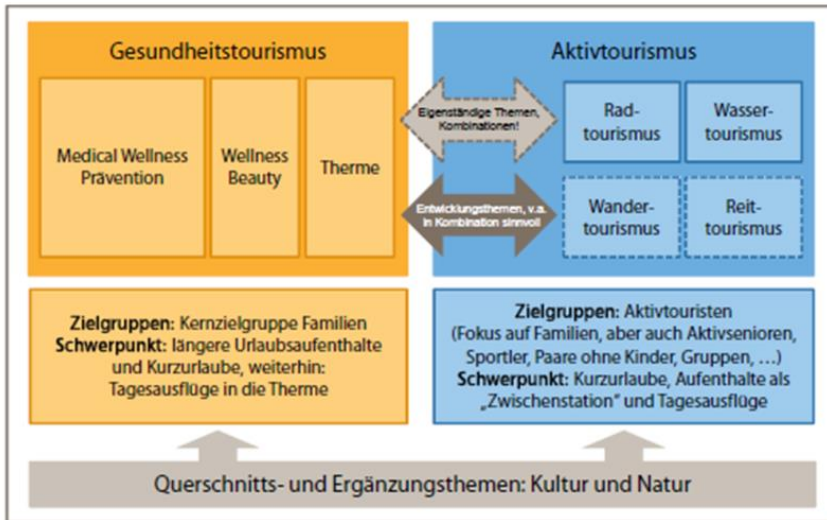 Gesundheitstourismus
Medical Wellness
Prävention
Wellness
Beauty
Therme
Eigenständige Themen,
Kombinationen!
Entwicklungsthemen, v.a.
in Kombination sinnvoll
Aktivtourismus
Rad-
tourismus
Wasser-
tourismus
Wander-
tourismus
Reit-
tourismus
Zielgruppen: Kernzielgruppe Familien
Schwerpunkt: längere Urlaubsaufenthalte
und Kurzurlaube, weiterhin:
Tagesausflüge in die Therme
Zielgruppen: Aktivtouristen
(Fokus auf Familien, aber auch Aktivsenioren,
Sportler, Paare ohne Kinder, Gruppen, …)
Schwerpunkt: Kurzurlaube, Aufenthalte als
„Zwischenstation“ und Tagesausflüge
Querschnitts- und Ergänzungsthemen: Kultur und Natur